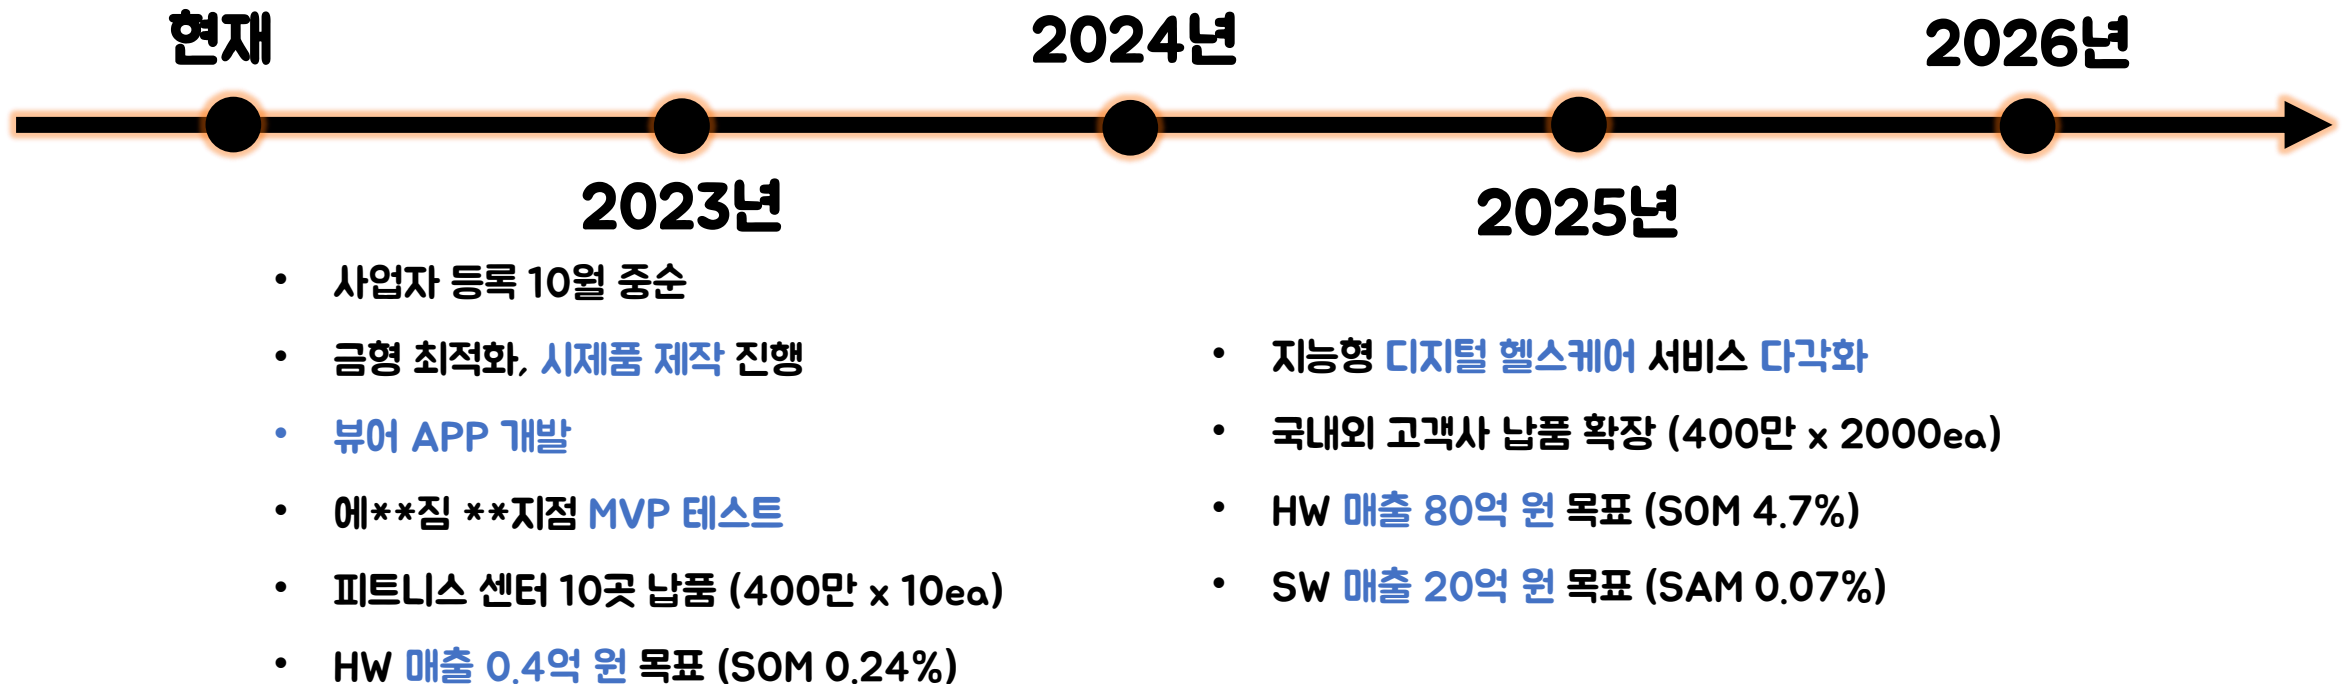 현재
2024년
2026년
2023년
2025년
• 사업자 등록 10월 중순
• 금형 최적화, 시제품 제작 진행
• 뷰어 APP 개발
• 에**짐 **지점 MVP 테스트
• 피트니스 센터 10곳 납품 (400만 x 10ea)
• HW 매출 0.4억 원 목표 (SOM 0.24%)
• 지능형 디지털 헬스케어 서비스 다각화
• 국내외 고객사 납품 확장 (400만 x 2000ea)
• HW 매출 80억 원 목표 (SOM 4.7%)
• SW 매출 20억 원 목표 (SAM 0.07%)